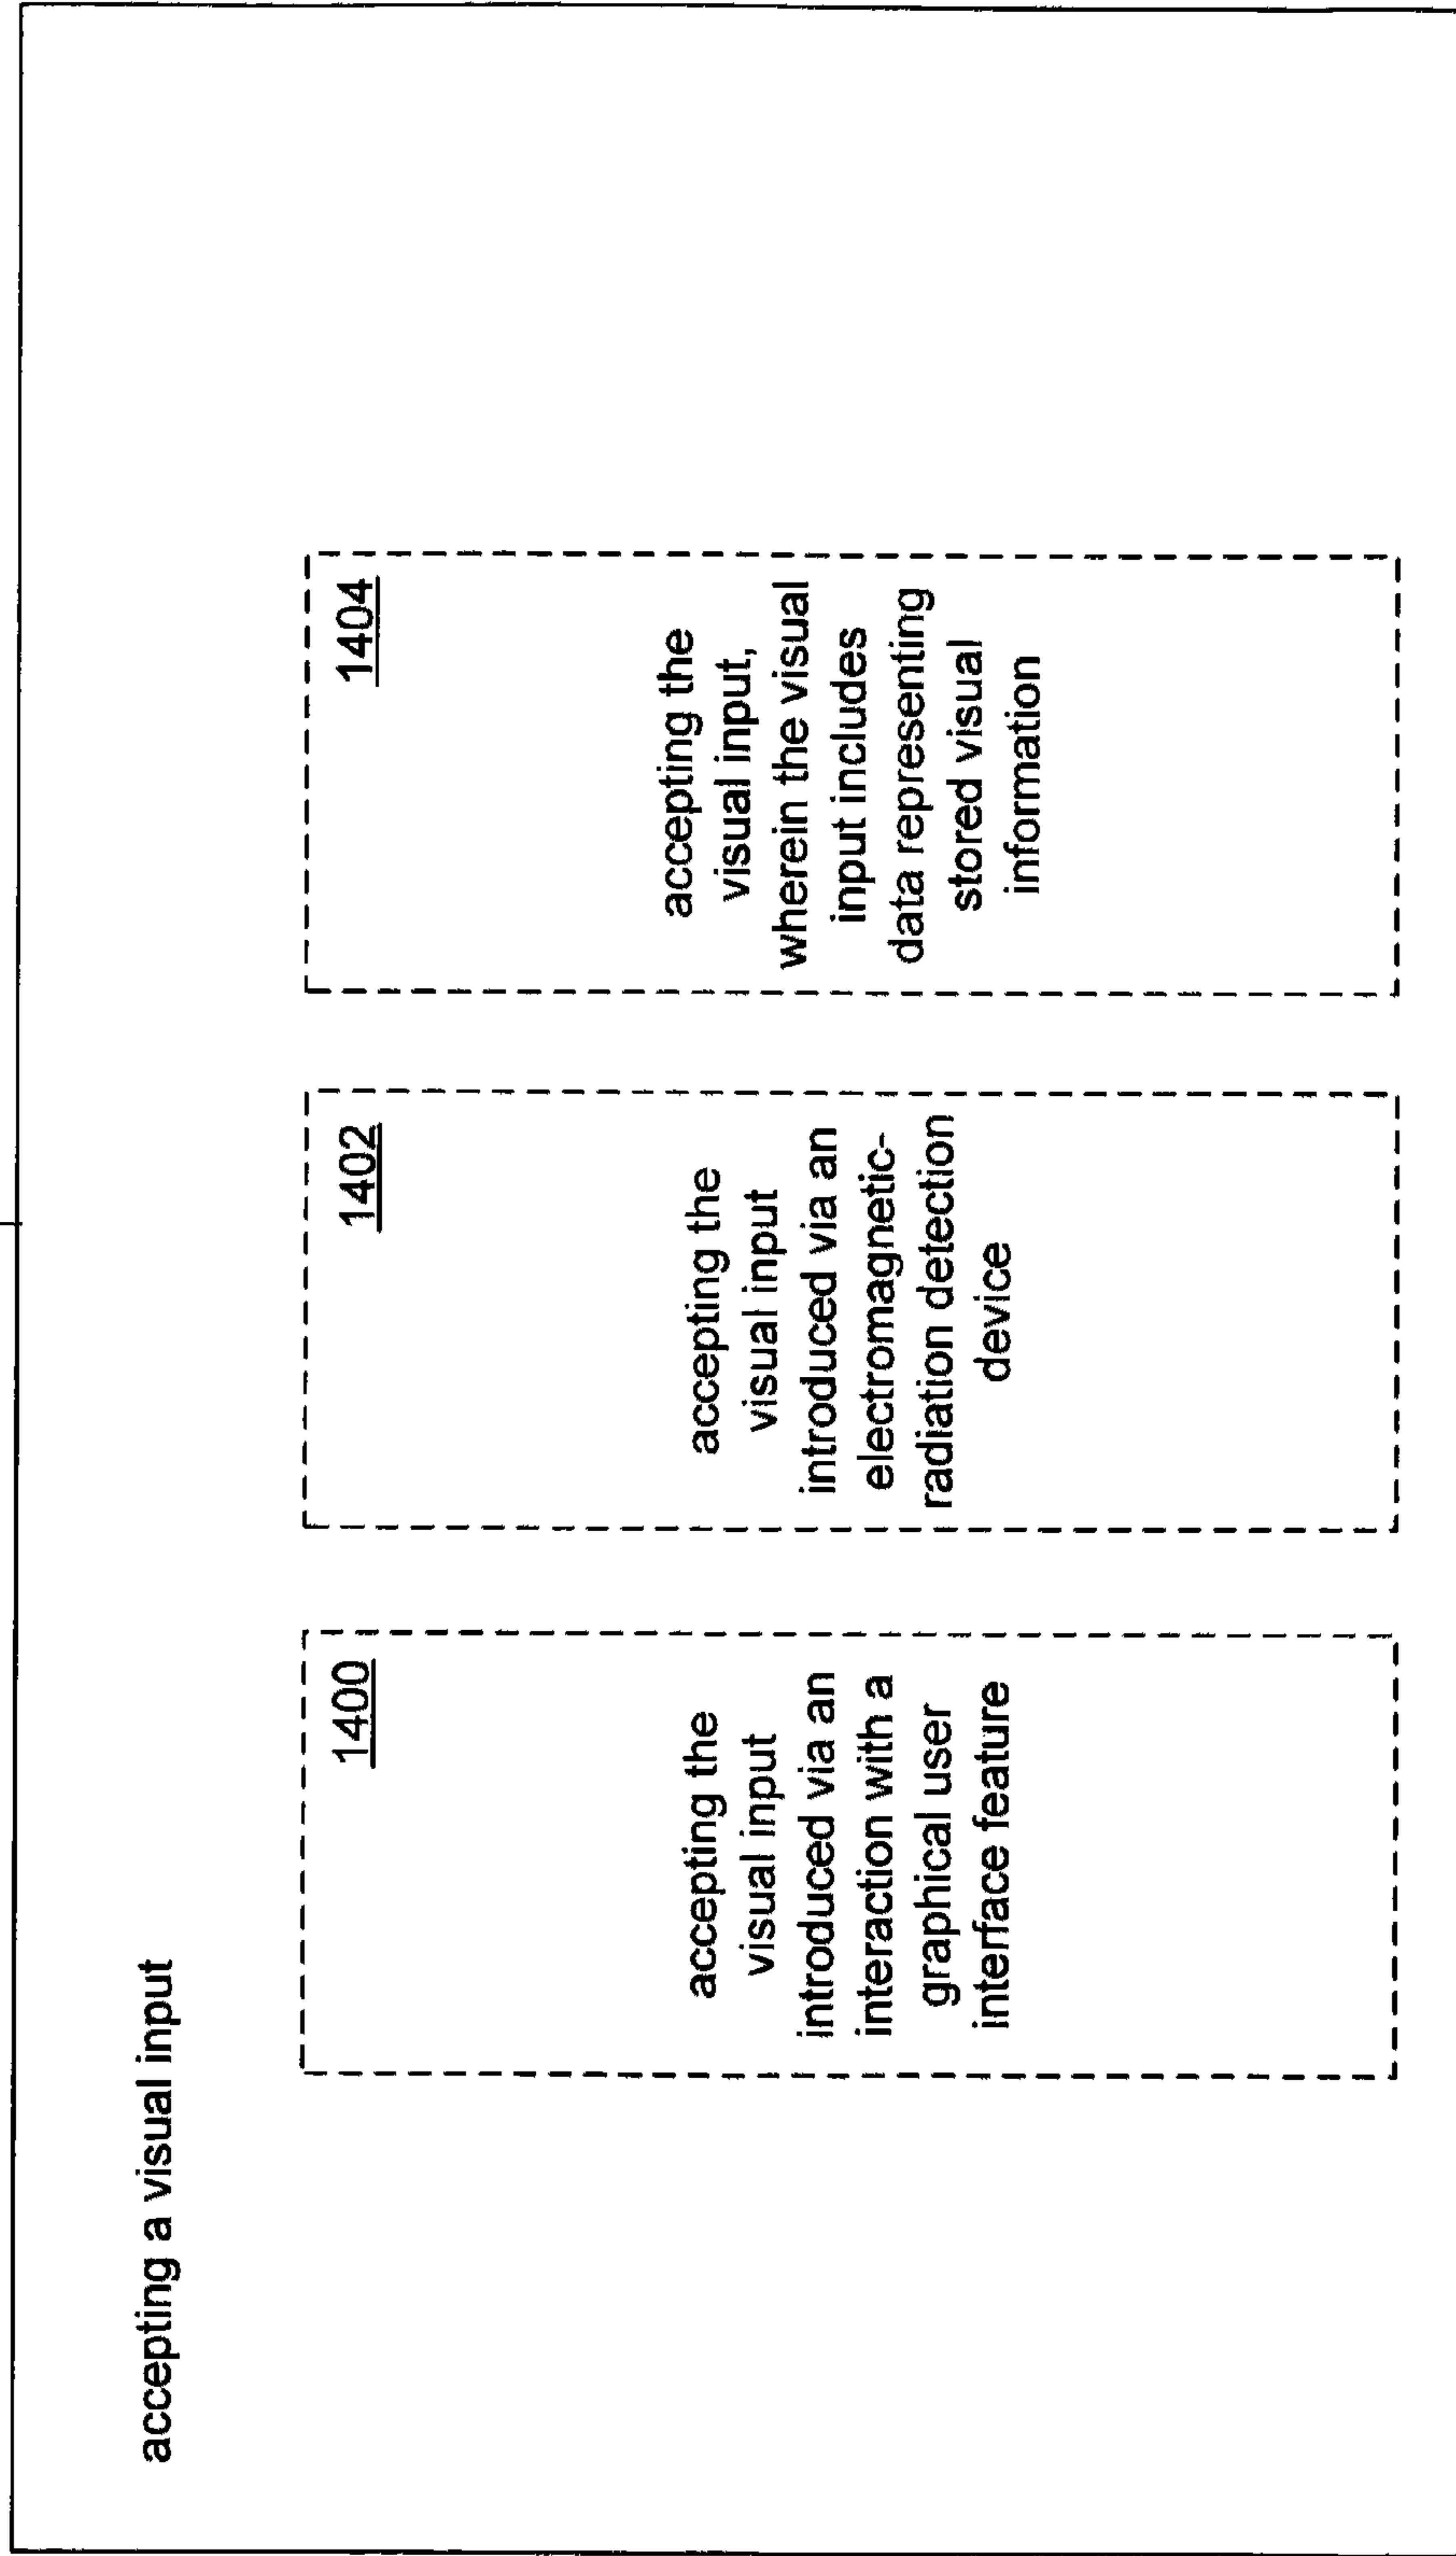 accepting a visual input
1400
accepting the
visual input
introduced via an
interaction with a
graphical user
interface feature
1402
accepting the
visual input
introduced via an
electromagnetic-
radiation detection
device
1404
accepting the
visual input,
wherein the visual
input includes
data representing
stored visual
information